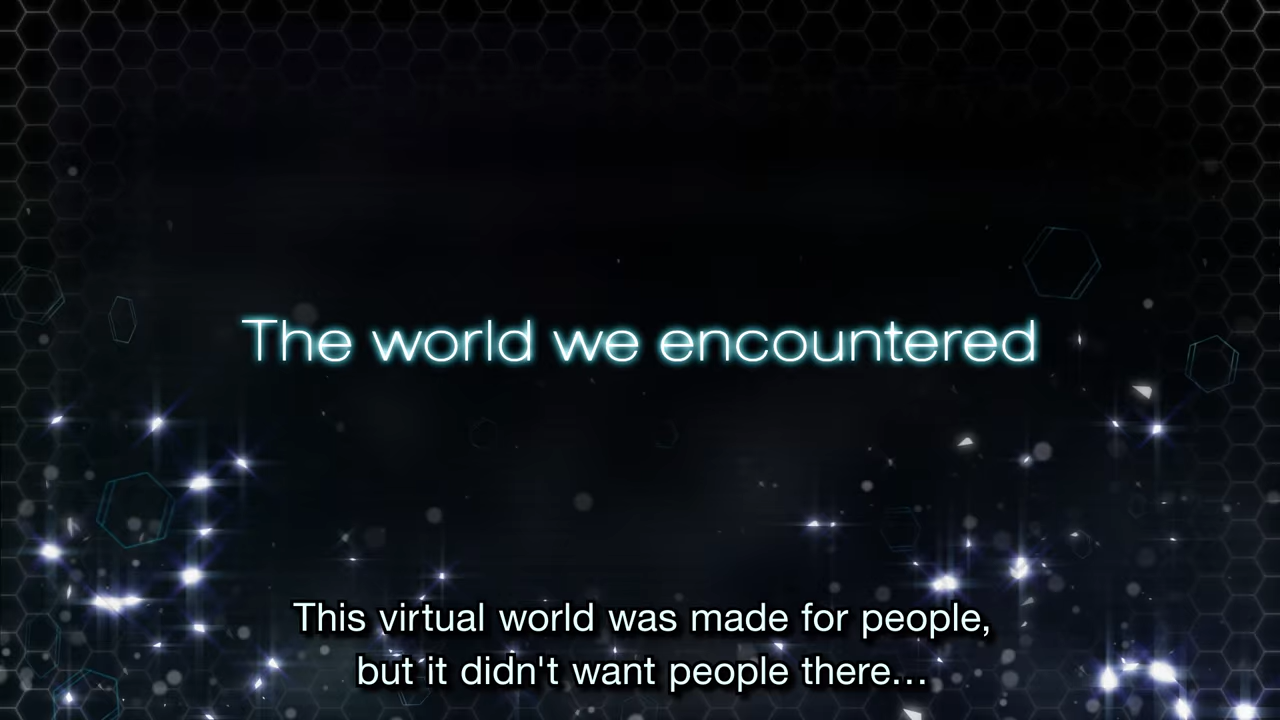 The world we encountered
This virtual world was made for people,
but it didn't want people there…